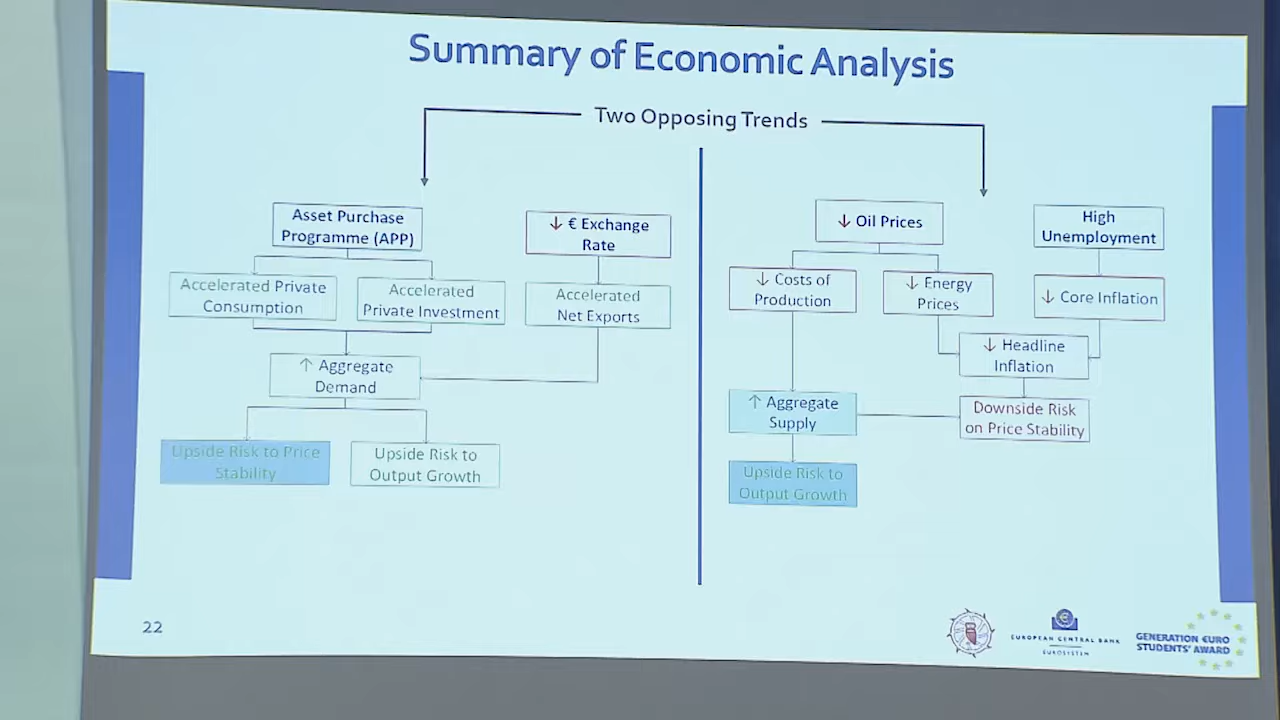 Summary of Economic Analysis
Two Opposing Trends
Asset Purchase
Programme (APP)
↓ € Exchange
Rate
Accelerated Private
Consumption
Accelerated
Private Investment
Accelerated
Net Exports
↑ Aggregate
Demand
Upside Risk to Price
Stability
Upside Risk to
Output Growth
↓ Oil Prices
High
Unemployment
↓ Costs of
Production
↓ Energy
Prices
↓ Core Inflation
↓ Headline
Inflation
↑ Aggregate
Supply
Downside Risk
on Price Stability
Upside Risk to
Output Growth
22
EUROPEAN CENTRAL BANK
EUROSYSTEM
GENERATION €URO
STUDENTS' AWARD